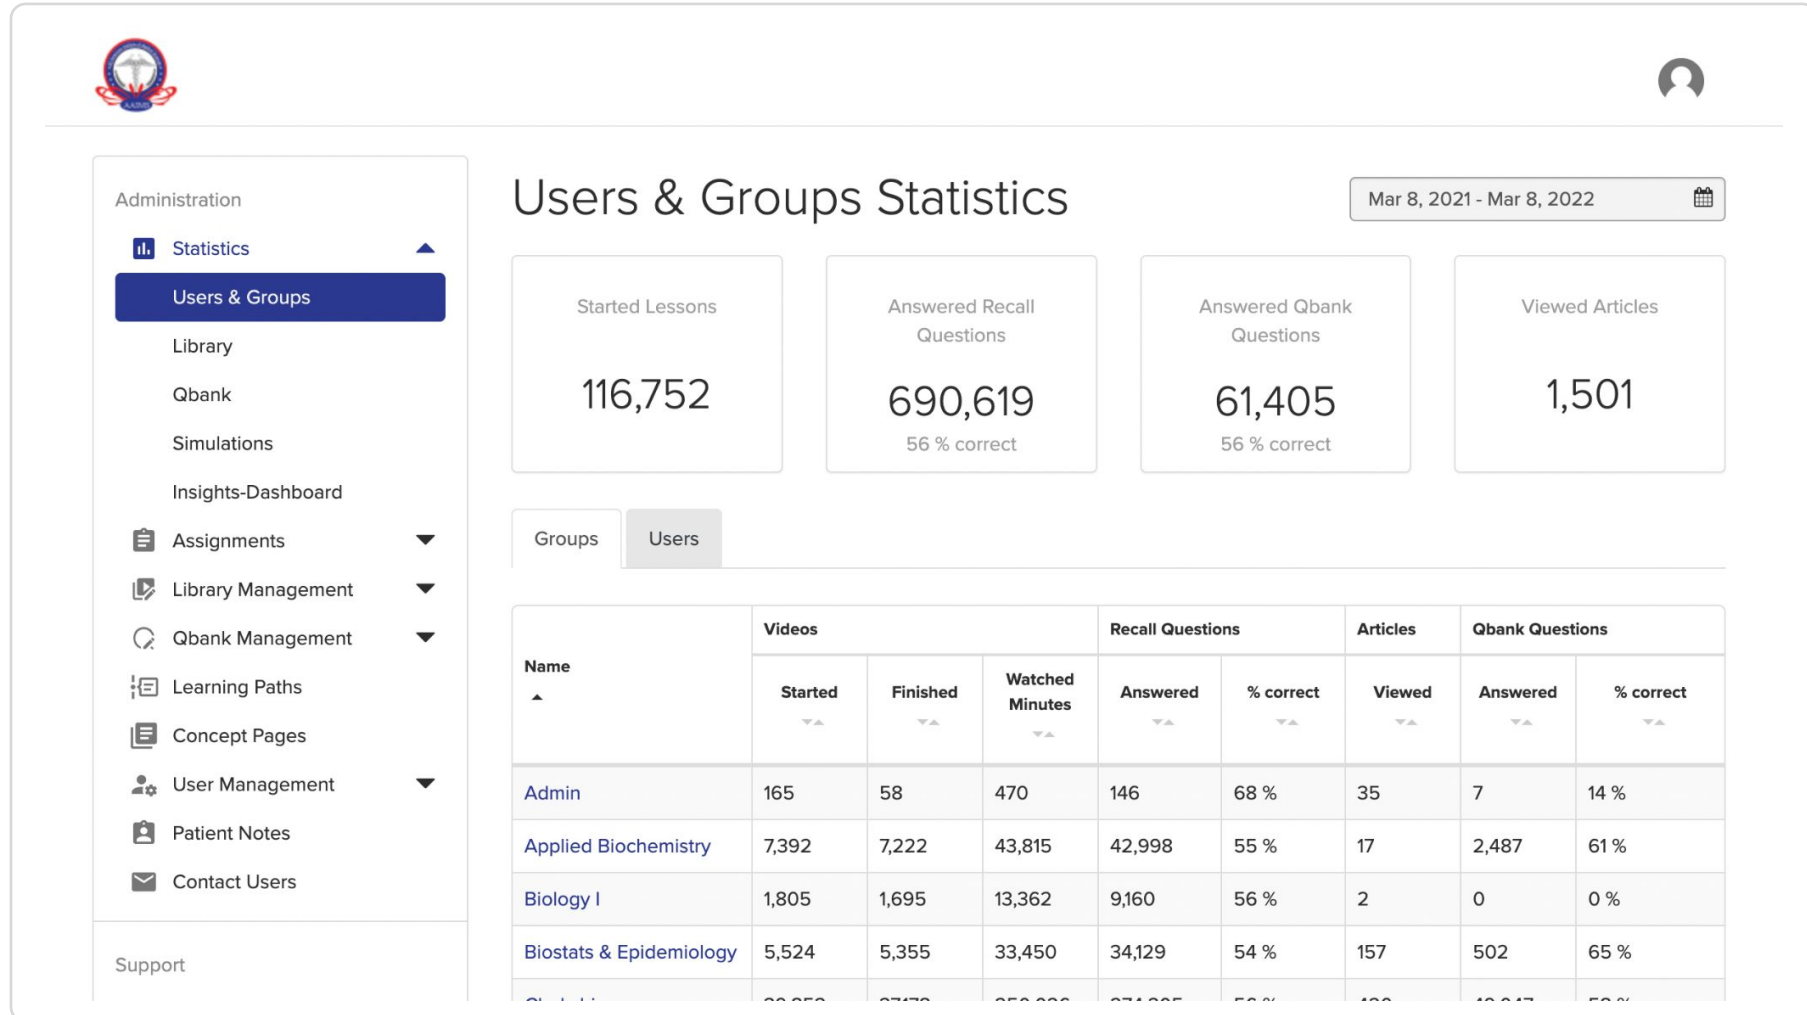 AAIMS
Administration
Statistics
Users & Groups
Library
Qbank
Simulations
Insights-Dashboard
Assignments
Library Management
Qbank Management
Learning Paths
Concept Pages
User Management
Patient Notes
Contact Users
Support
Users & Groups Statistics
Mar 8, 2021 - Mar 8, 2022
Started Lessons
116,752
Answered Recall
Questions
690,619
56 % correct
Answered Qbank
Questions
61,405
56 % correct
Viewed Articles
1,501
Groups Users
Name Videos Recall Questions Articles Qbank Questions
Started Finished Watched Minutes Answered % correct Viewed Answered % correct
Admin 165 58 470 146 68 % 35 7 14 %
Applied Biochemistry 7,392 7,222 43,815 42,998 55 % 17 2,487 61 %
Biology I 1,805 1,695 13,362 9,160 56 % 2 0 0 %
Biostats & Epidemiology 5,524 5,355 33,450 34,129 54 % 157 502 65 %